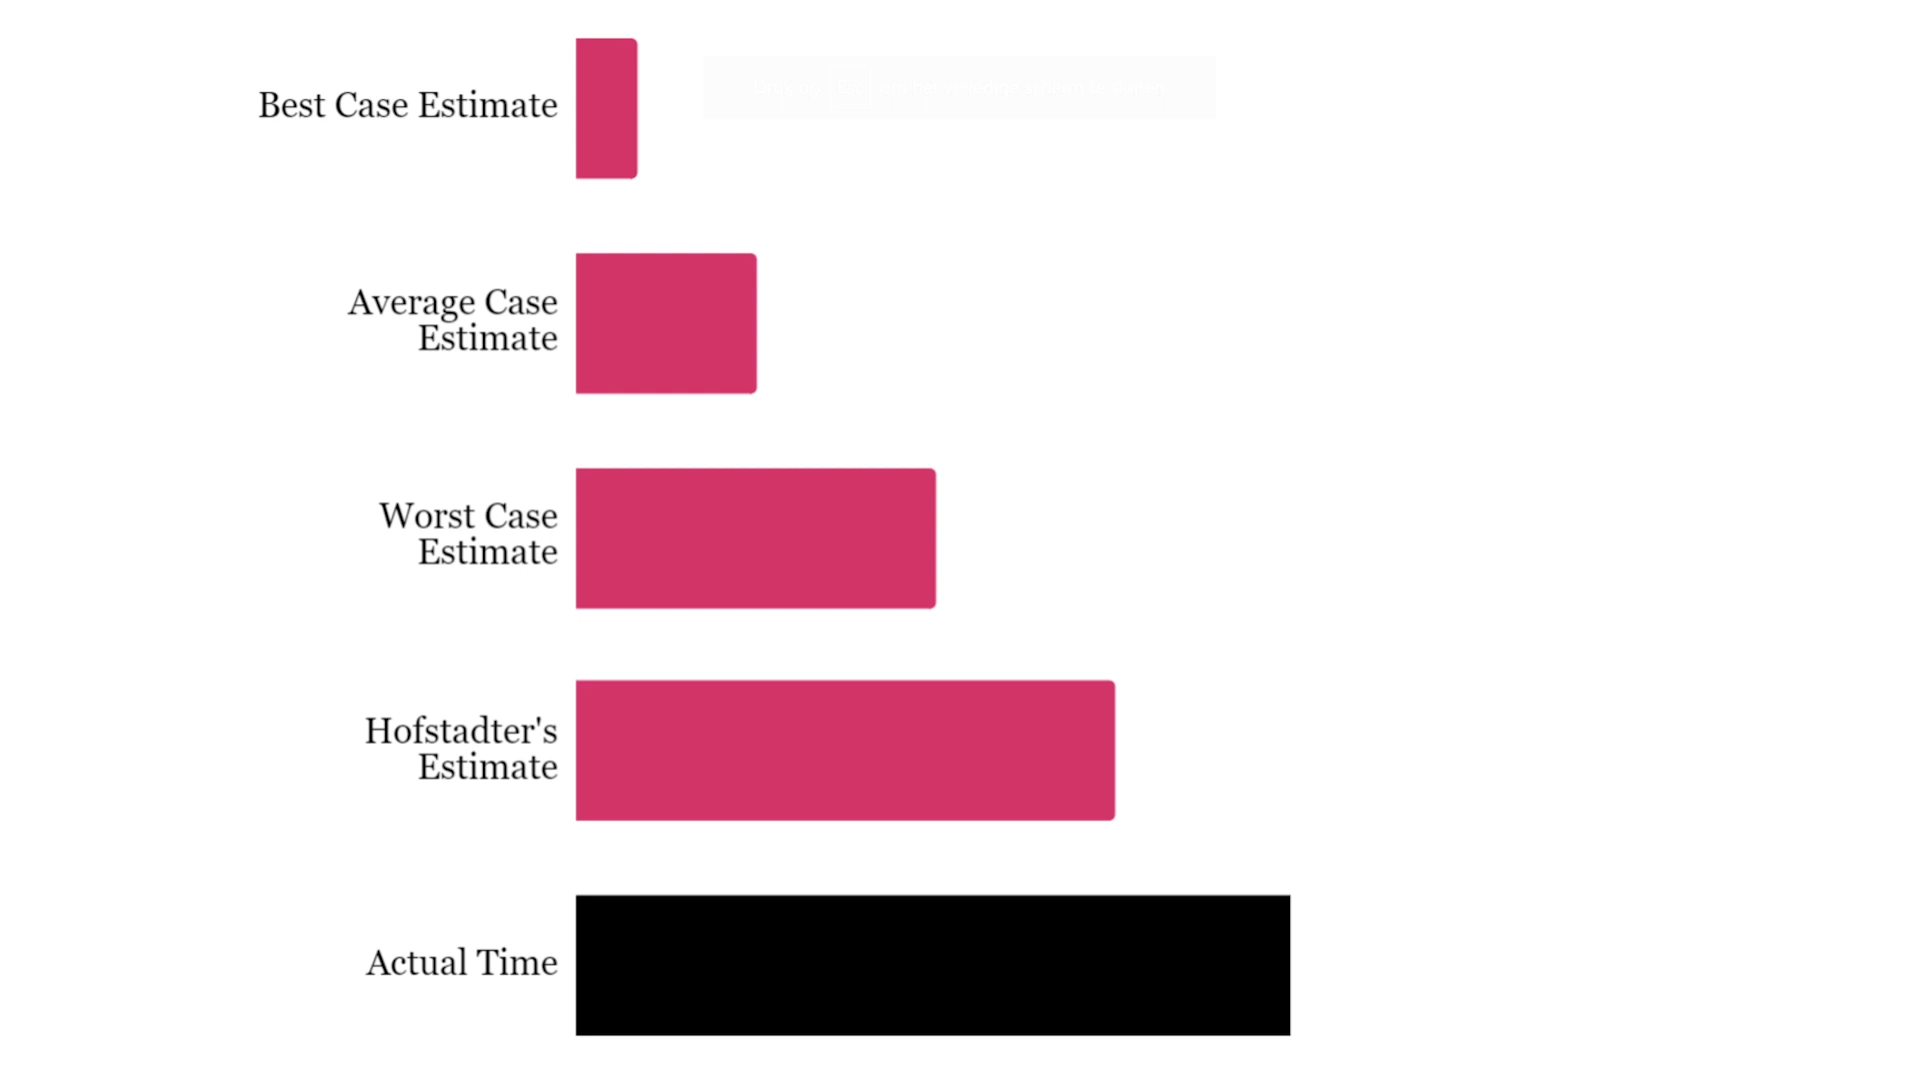 Best Case Estimate
Average Case
Estimate
Worst Case
Estimate
Hofstadter's
Estimate
Actual Time